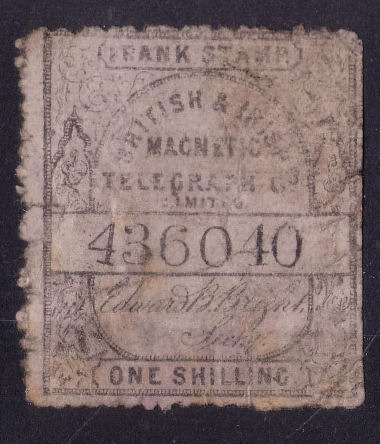 FRANK STAMP
BRITISH & IRISH
MAGNETIC
TELEGRAPH Co
LIMITED
436040
Edward B. Bright
Secy
ONE SHILLING